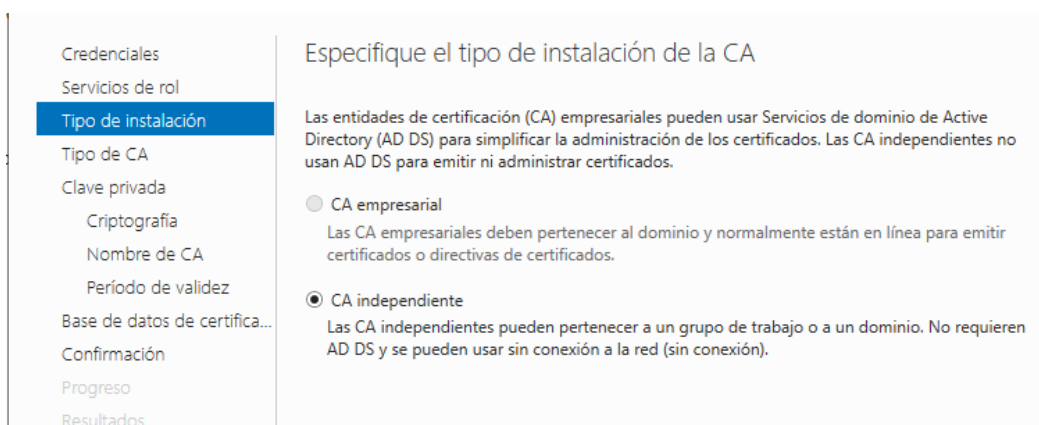 Credenciales
Servicios de rol
Tipo de instalación
Tipo de CA
Clave privada
Criptografía
Nombre de CA
Período de validez
Base de datos de certifica...
Confirmación
Progreso
Resultados
Especifique el tipo de instalación de la CA
Las entidades de certificación (CA) empresariales pueden usar Servicios de dominio de Active
Directory (AD DS) para simplificar la administración de los certificados. Las CA independientes no
usan AD DS para emitir ni administrar certificados.
CA empresarial
Las CA empresariales deben pertenecer al dominio y normalmente están en línea para emitir
certificados o directivas de certificados.
CA independiente
Las CA independientes pueden pertenecer a un grupo de trabajo o a un dominio. No requieren
AD DS y se pueden usar sin conexión a la red (sin conexión).